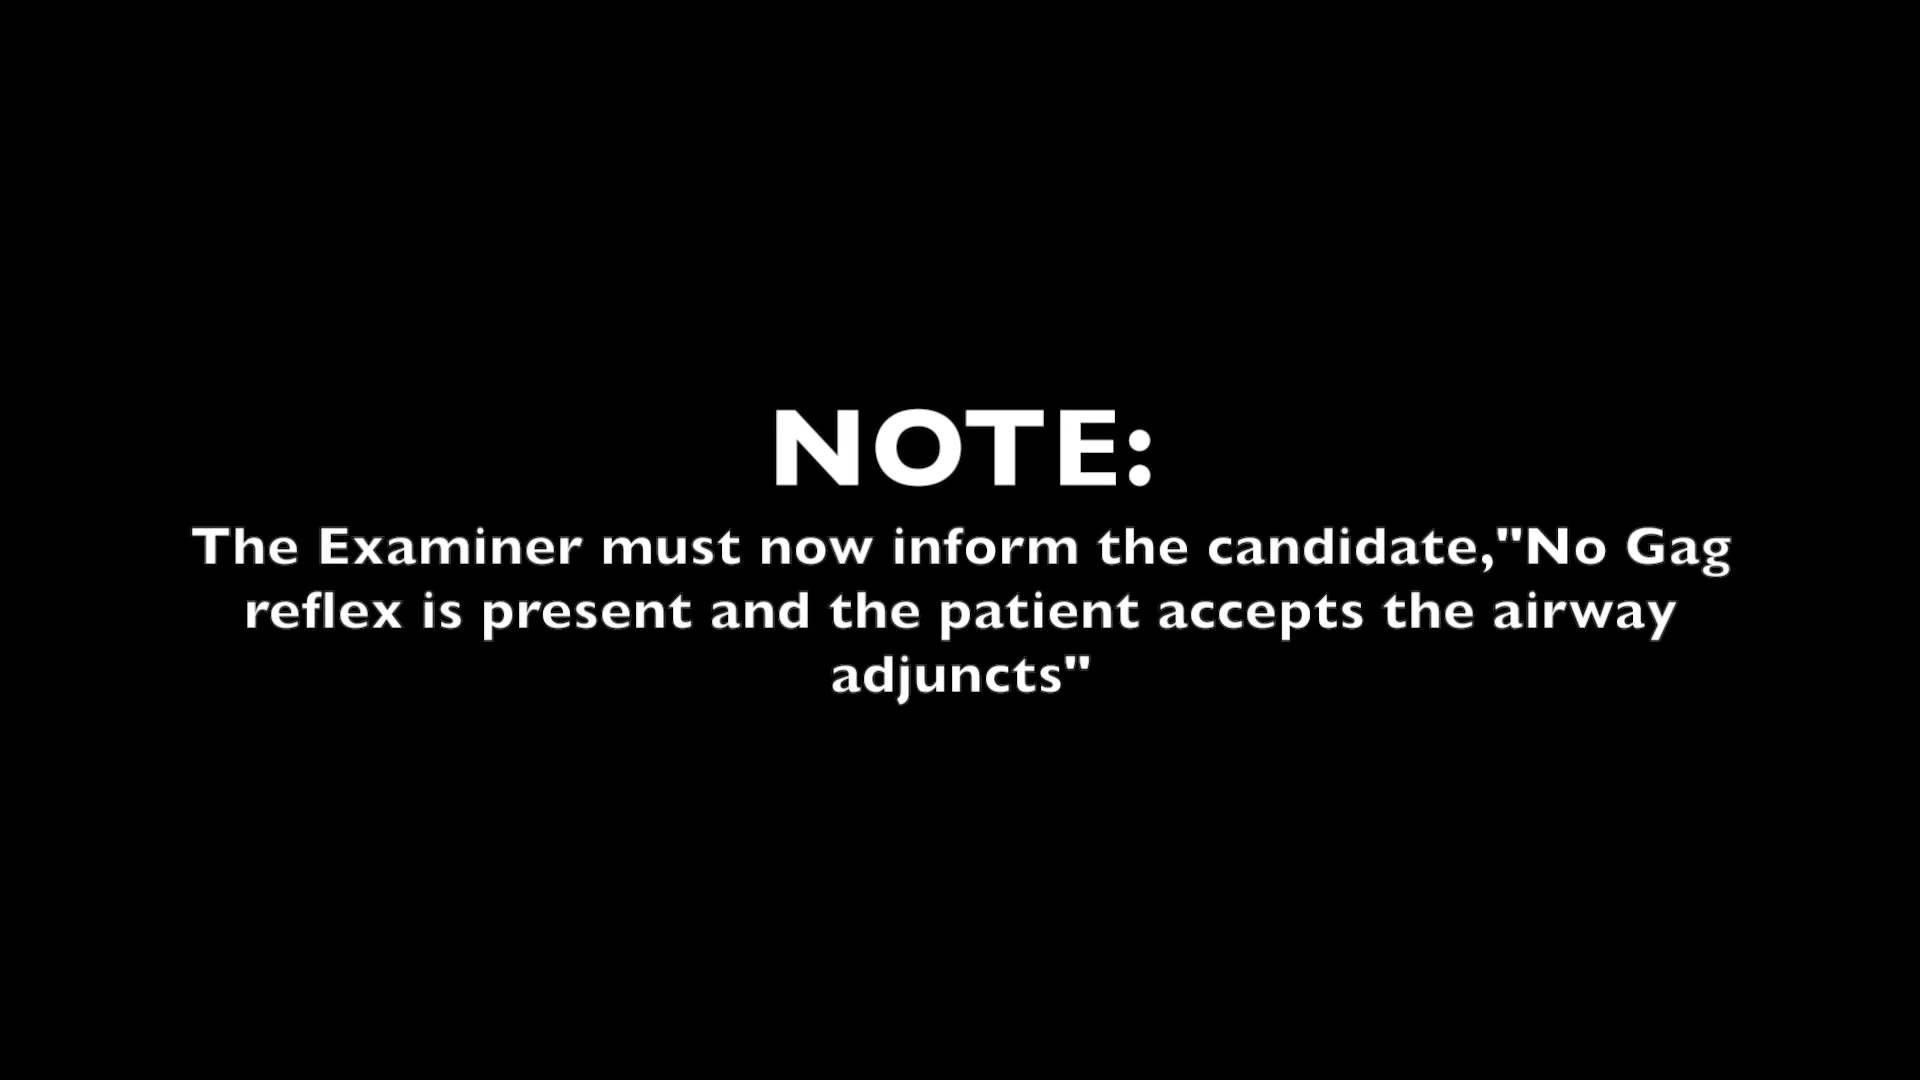 NOTE:
The Examiner must now inform the candidate,"No Gag
reflex is present and the patient accepts the airway
adjuncts"